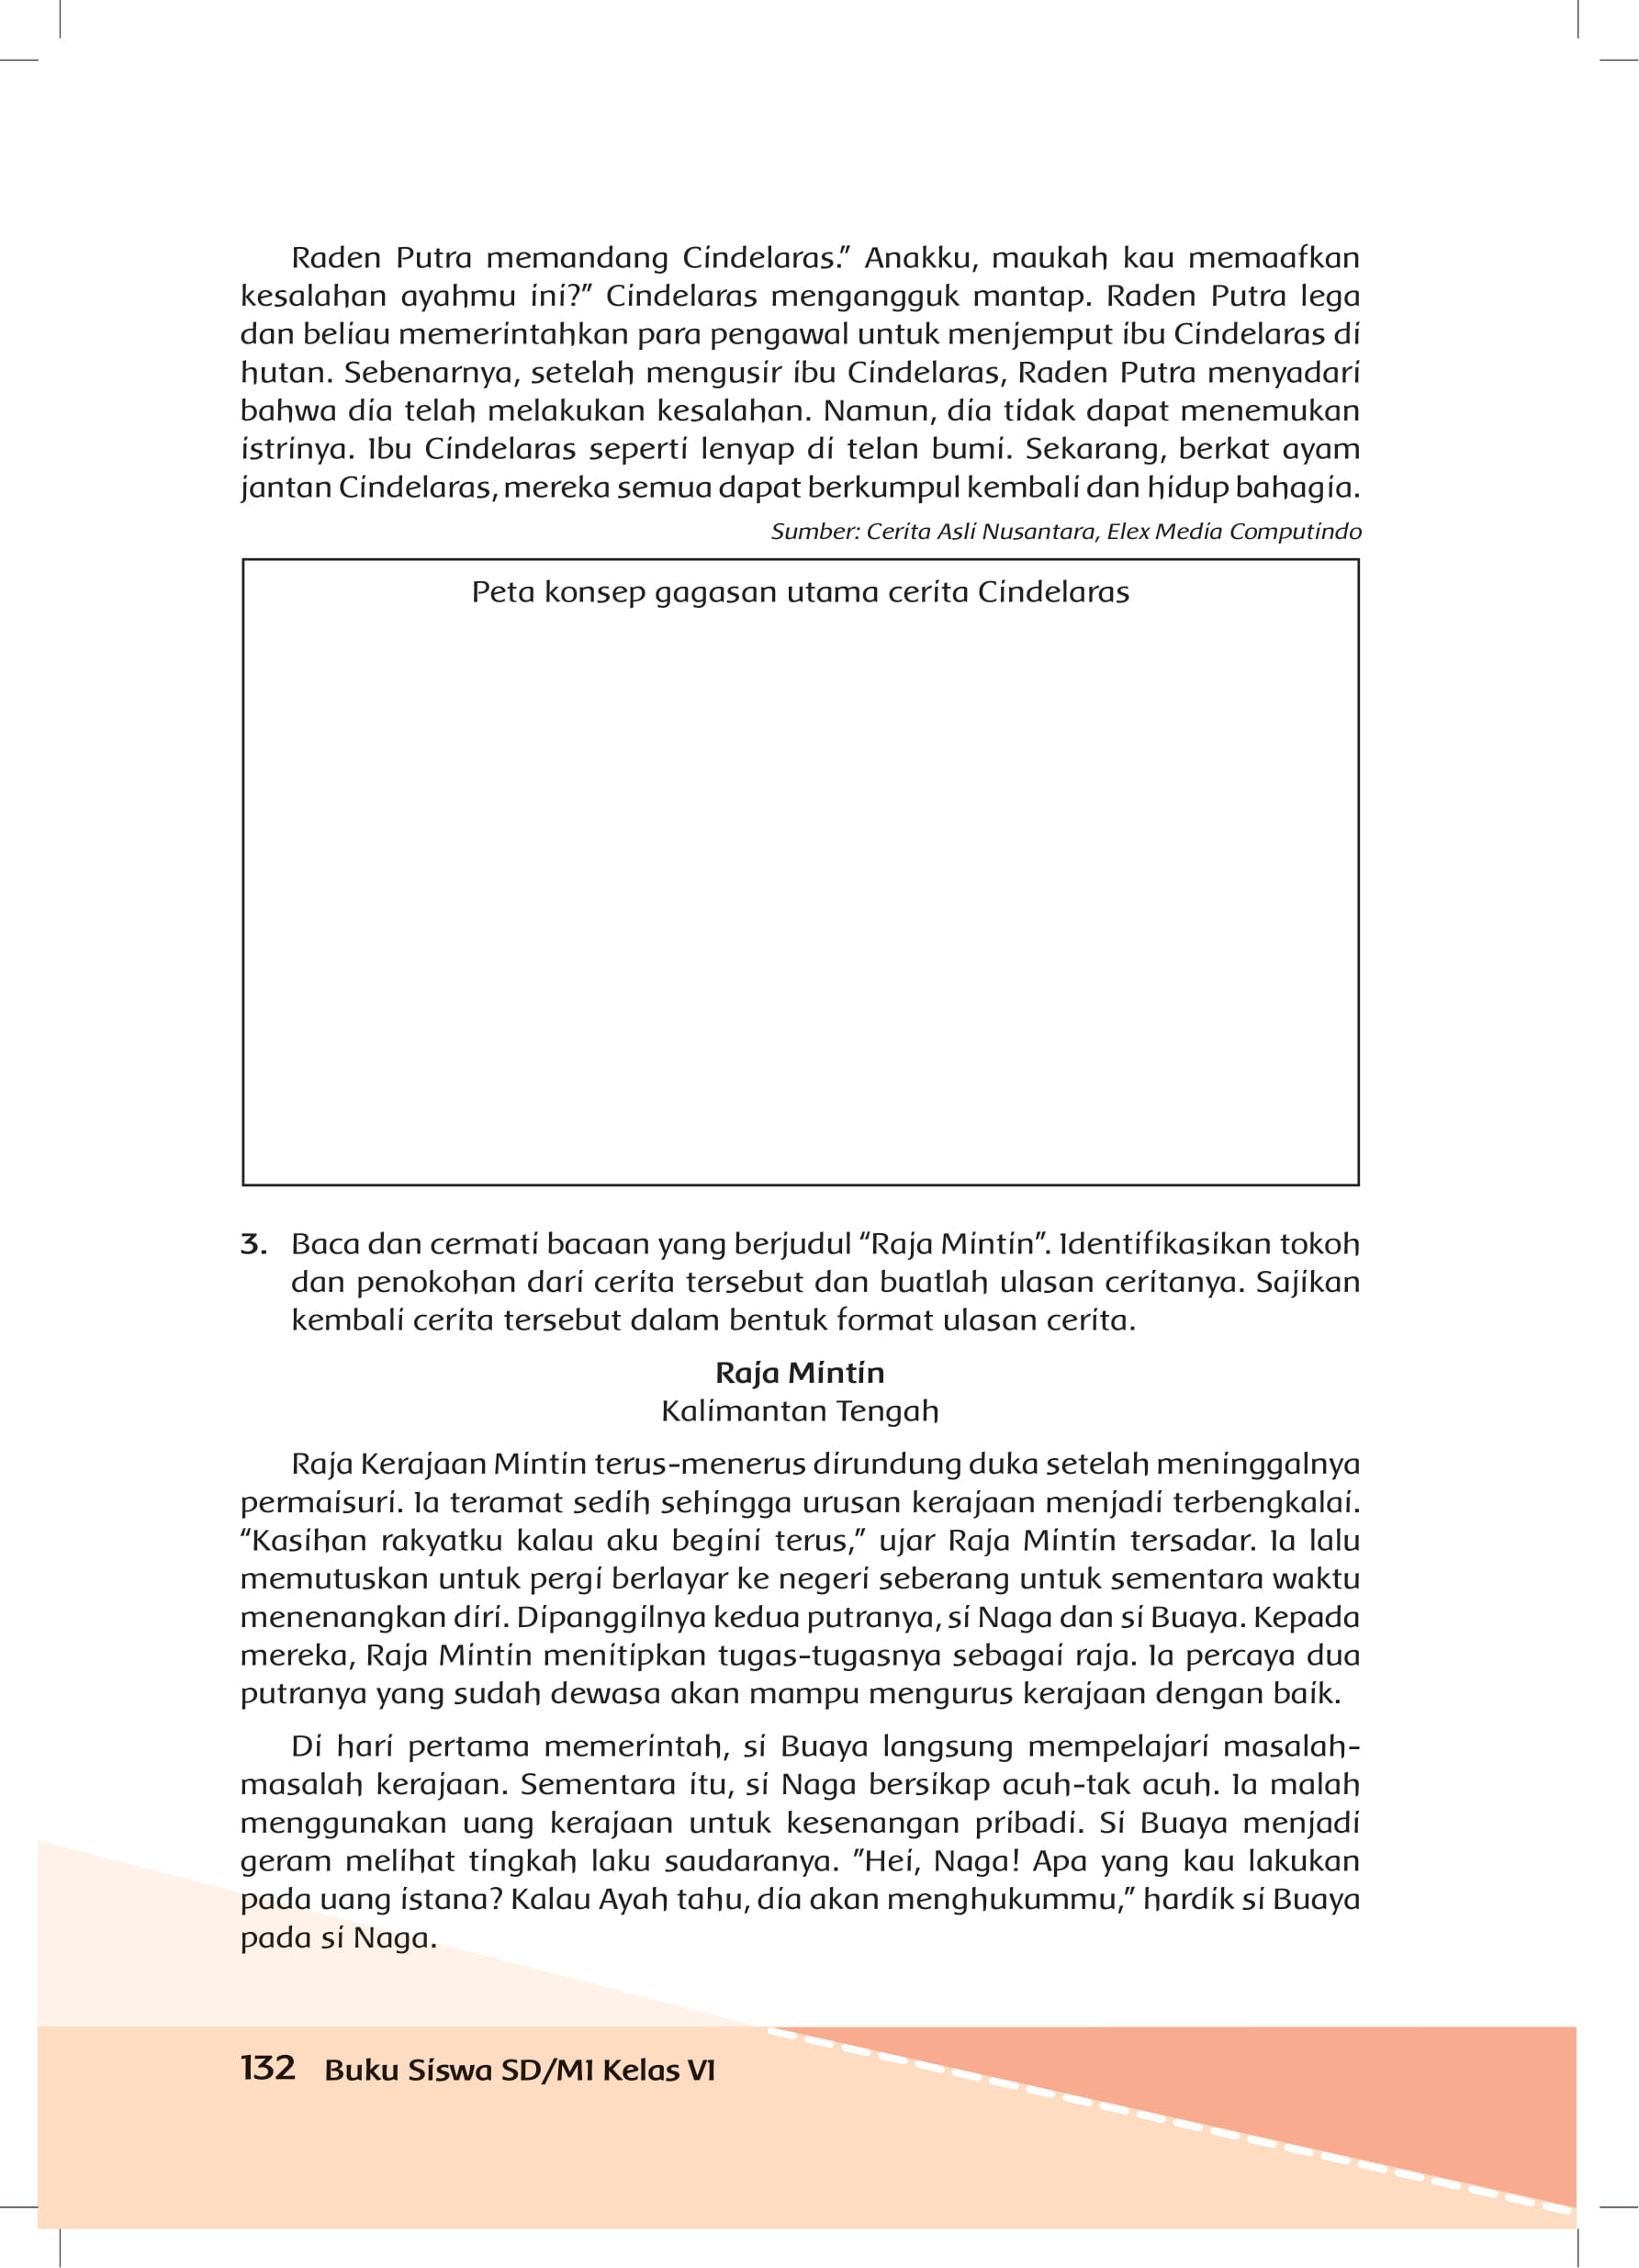 Raden Putra memandang Cindelaras.” Anakku, maukah kau memaafkan
kesalahan ayahmu ini?” Cindelaras mengangguk mantap. Raden Putra lega
dan beliau memerintahkan para pengawal untuk menjemput ibu Cindelaras di
hutan. Sebenarnya, setelah mengusir ibu Cindelaras, Raden Putra menyadari
bahwa dia telah melakukan kesalahan. Namun, dia tidak dapat menemukan
istrinya. Ibu Cindelaras seperti lenyap di telan bumi. Sekarang, berkat ayam
jantan Cindelaras, mereka semua dapat berkumpul kembali dan hidup bahagia.
Sumber: Cerita Asli Nusantara, Elex Media Computindo
Peta konsep gagasan utama cerita Cindelaras
3. Baca dan cermati bacaan yang berjudul “Raja Mintin”. Identifikasikan tokoh
dan penokohan dari cerita tersebut dan buatlah ulasan ceritanya. Sajikan
kembali cerita tersebut dalam bentuk format ulasan cerita.
Raja Mintin
Kalimantan Tengah
Raja Kerajaan Mintin terus-menerus dirundung duka setelah meninggalnya
permaisuri. Ia teramat sedih sehingga urusan kerajaan menjadi terbengkalai.
“Kasihan rakyatku kalau aku begini terus,” ujar Raja Mintin tersadar. Ia lalu
memutuskan untuk pergi berlayar ke negeri seberang untuk sementara waktu
menenangkan diri. Dipanggilnya kedua putranya, si Naga dan si Buaya. Kepada
mereka, Raja Mintin menitipkan tugas-tugasnya sebagai raja. Ia percaya dua
putranya yang sudah dewasa akan mampu mengurus kerajaan dengan baik.
Di hari pertama memerintah, si Buaya langsung mempelajari masalah-
masalah kerajaan. Sementara itu, si Naga bersikap acuh-tak acuh. Ia malah
menggunakan uang kerajaan untuk kesenangan pribadi. Si Buaya menjadi
geram melihat tingkah laku saudaranya. ”Hei, Naga! Apa yang kau lakukan
pada uang istana? Kalau Ayah tahu, dia akan menghukummu,” hardik si Buaya
pada si Naga.
132 Buku Siswa SD/MI Kelas VI